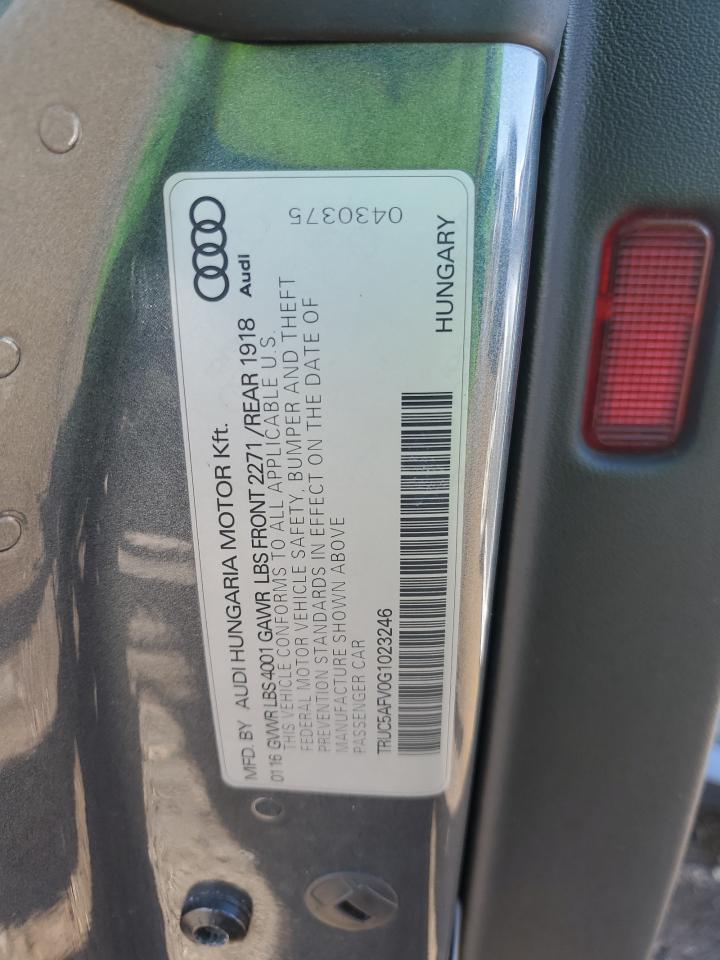 MFD. BY AUDI HUNGARIA MOTOR Kft.
Audi
01 16 GVWR LBS 4001 GAWR LBS FRONT 2271 /REAR 1918
THIS VEHICLE CONFORMS TO ALL APPLICABLE U.S.
FEDERAL MOTOR VEHICLE SAFETY, BUMPER AND THEFT
PREVENTION STANDARDS IN EFFECT ON THE DATE OF
MANUFACTURE SHOWN ABOVE
PASSENGER CAR
0430375
TRUC5AFV0G1023246
HUNGARY